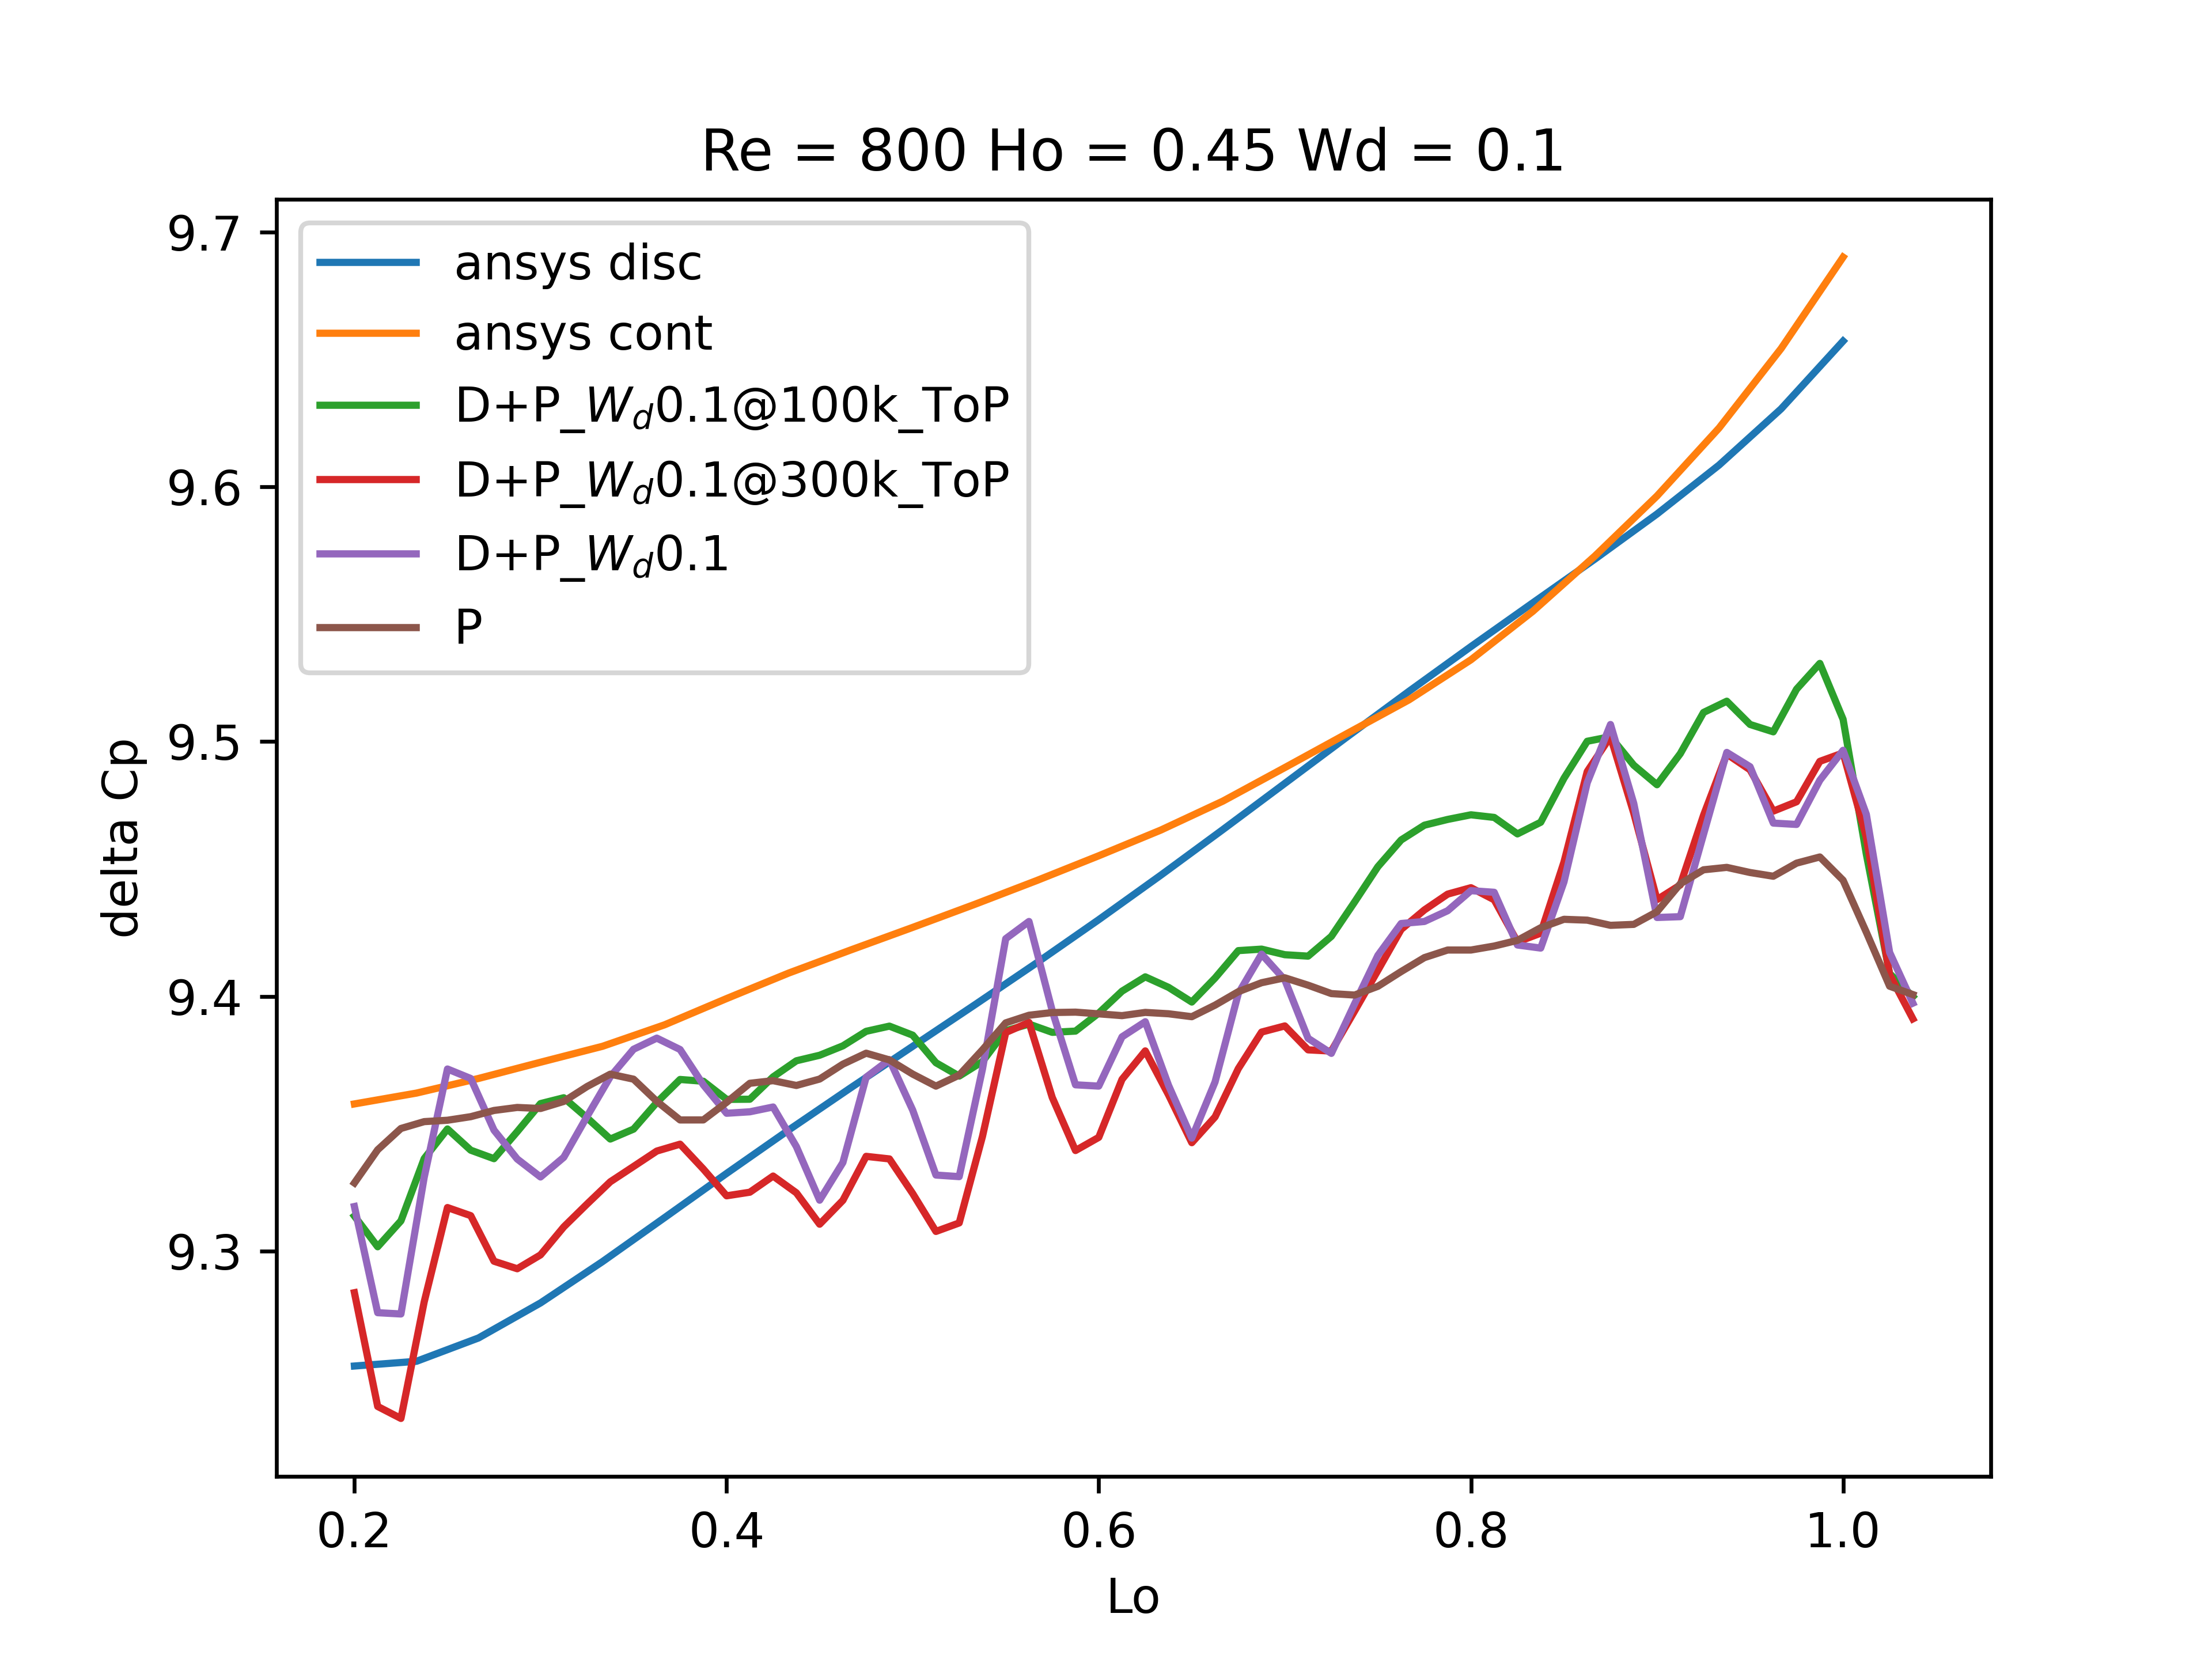 Re = 800 Ho = 0.45 Wd = 0.1
9.7
9.6
9.5
9.4
9.3
delta Cp
ansys disc
ansys cont
D+P_W_d0.1@100k_ToP
D+P_W_d0.1@300k_ToP
D+P_W_d0.1
P
0.2 0.4 0.6 0.8 1.0
Lo